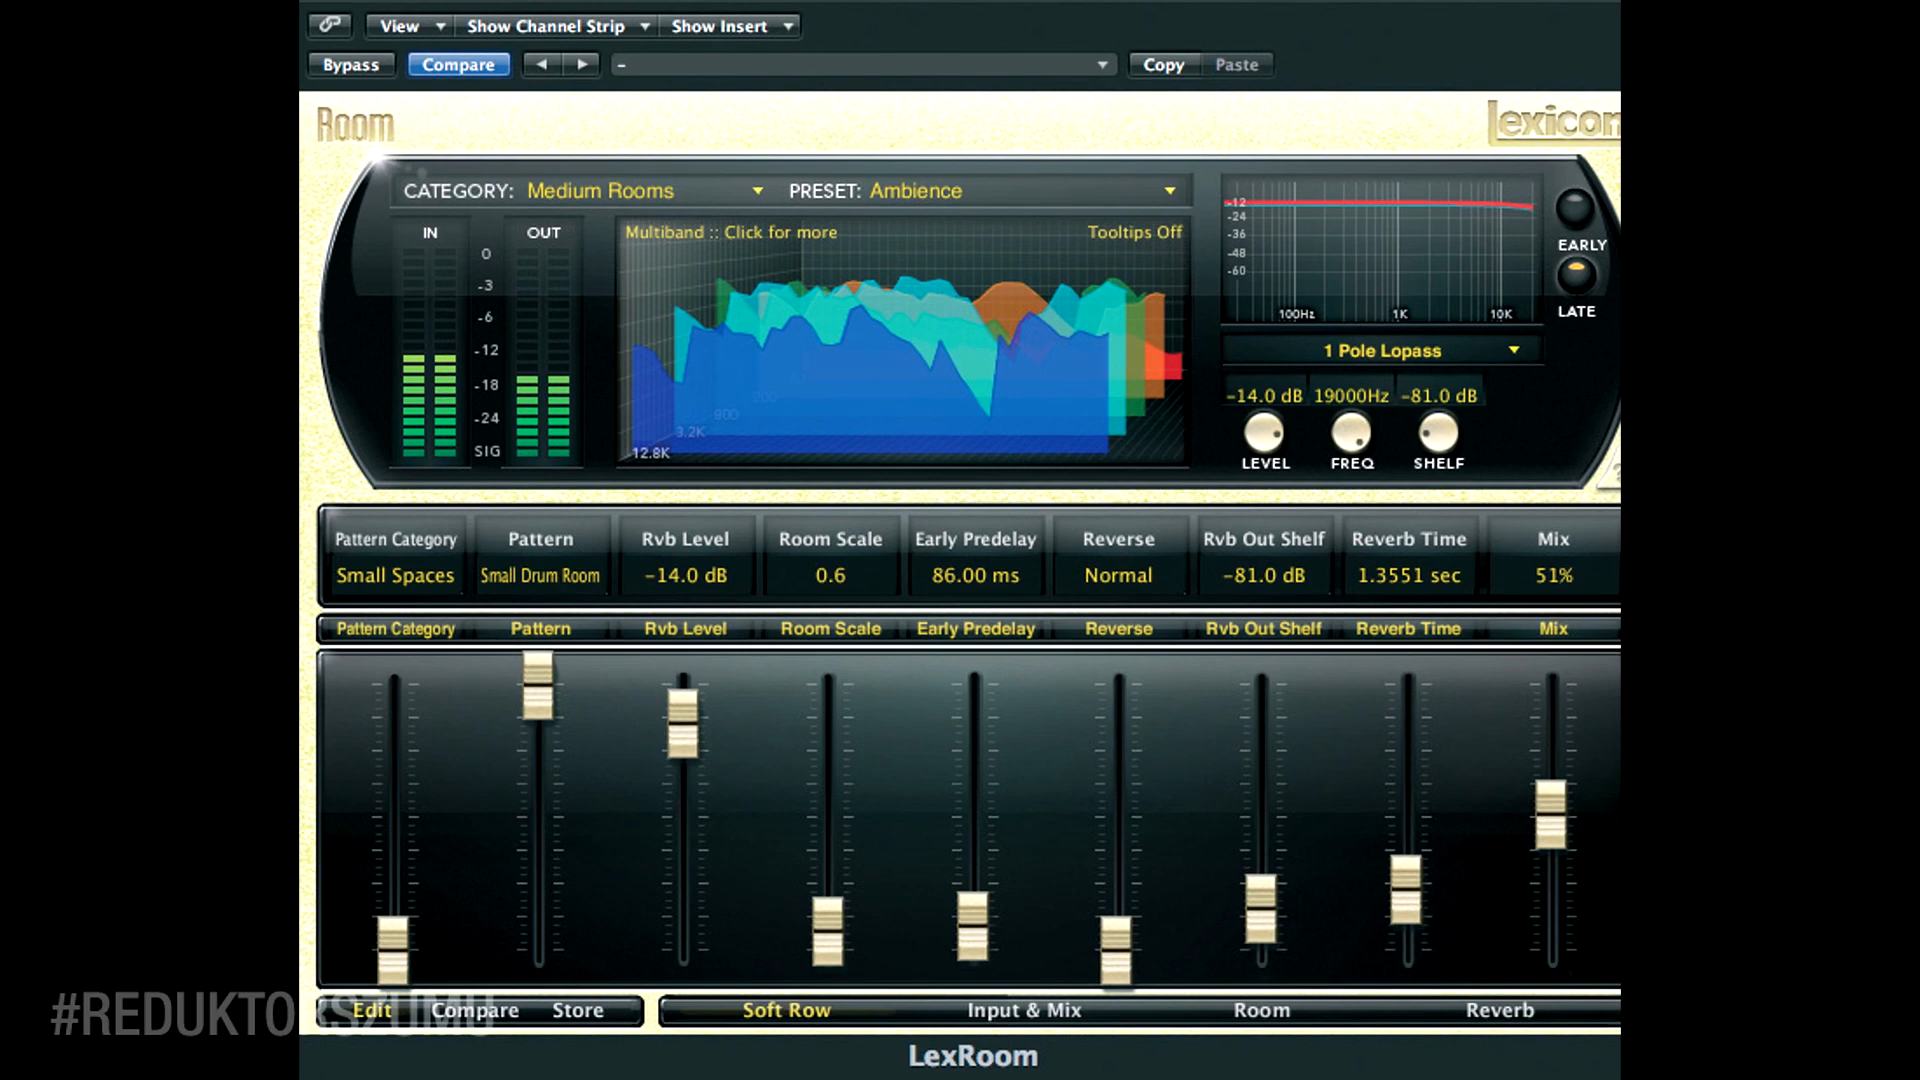 View Show Channel Strip Show Insert
Bypass Compare - Copy Paste
Room Lexicon
CATEGORY: Medium Rooms PRESET: Ambience
IN OUT
0
-3
-6
-12
-18
-24
SIG
Multiband :: Click for more Tooltips Off
200
800
3.2K
12.8K
-12
-24
-36
-48
-60
100Hz 1K 10K
EARLY
LATE
1 Pole Lopass
-14.0 dB 19000Hz -81.0 dB
LEVEL FREQ SHELF
Pattern Category Pattern Rvb Level Room Scale Early Predelay Reverse Rvb Out Shelf Reverb Time Mix
Small Spaces Small Drum Room -14.0 dB 0.6 86.00 ms Normal -81.0 dB 1.3551 sec 51%
Pattern Category Pattern Rvb Level Room Scale Early Predelay Reverse Rvb Out Shelf Reverb Time Mix
Edit Compare Store Soft Row Input & Mix Room Reverb
#REDUKTORSZUMU
LexRoom